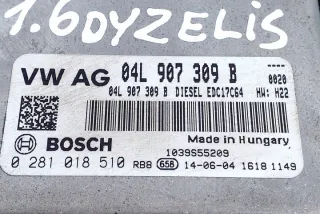 1.6DYZELIS
VW AG 04L 907 309 B ----
0020
04L 907 309 B DIESEL EDC17C64 HW: H22
BOSCH Made in Hungary
1039S55209
0 281 018 510 RBB 658 14-06-04 1618 1149